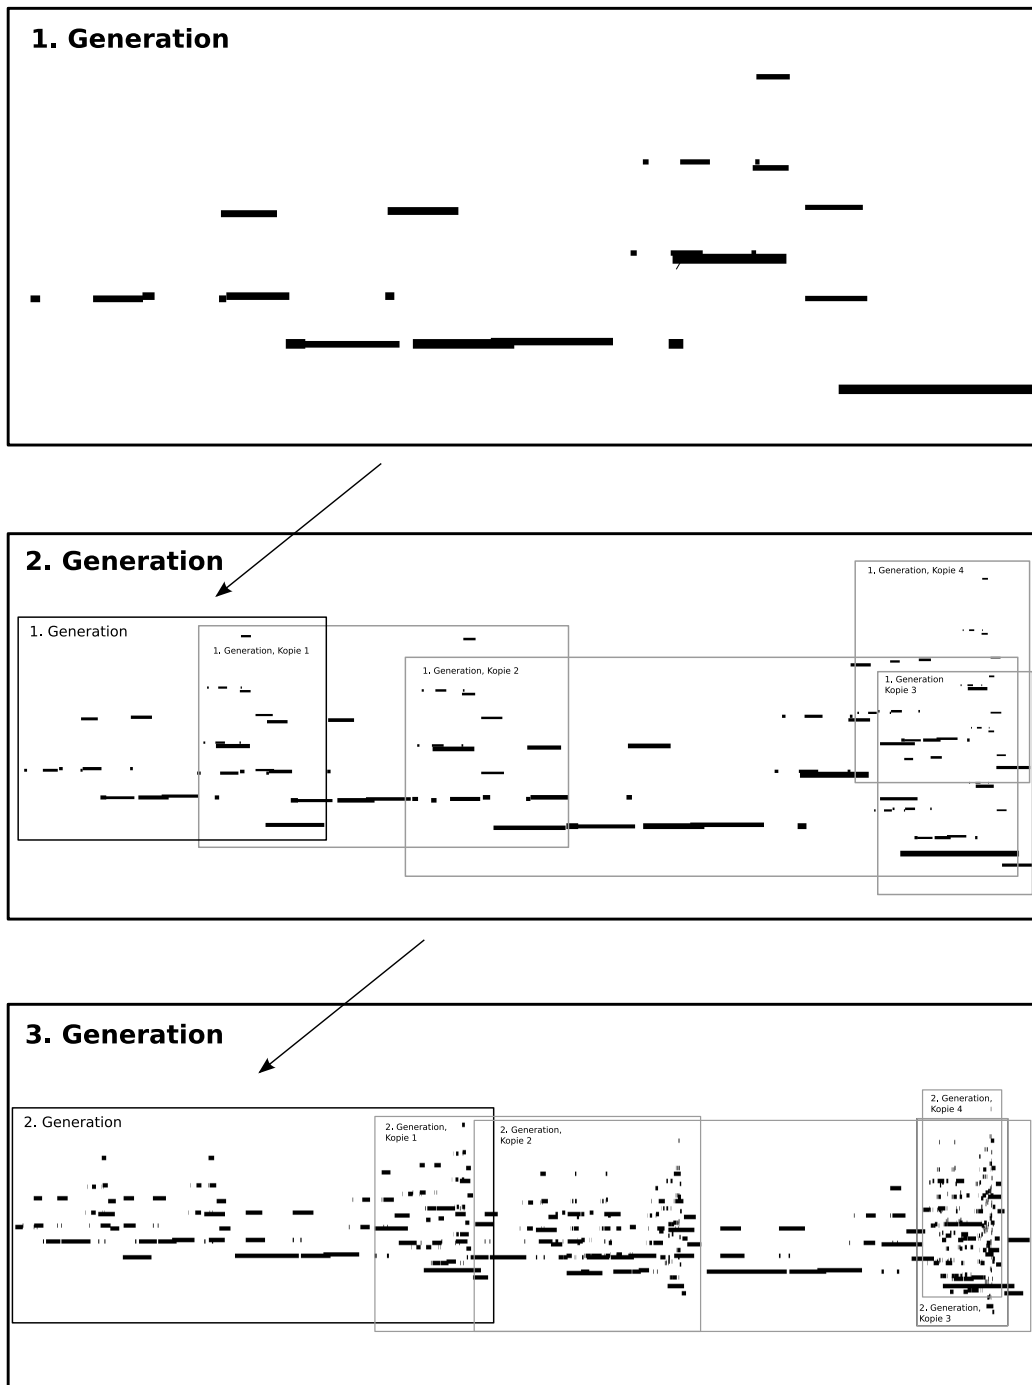 1. Generation
2. Generation
1. Generation, Kopie 4
1. Generation
1. Generation, Kopie 1
1. Generation, Kopie 2
1. Generation
Kopie 3
3. Generation
2. Generation
2. Generation,
Kopie 1
2. Generation,
Kopie 2
2. Generation,
Kopie 4
2. Generation,
Kopie 3